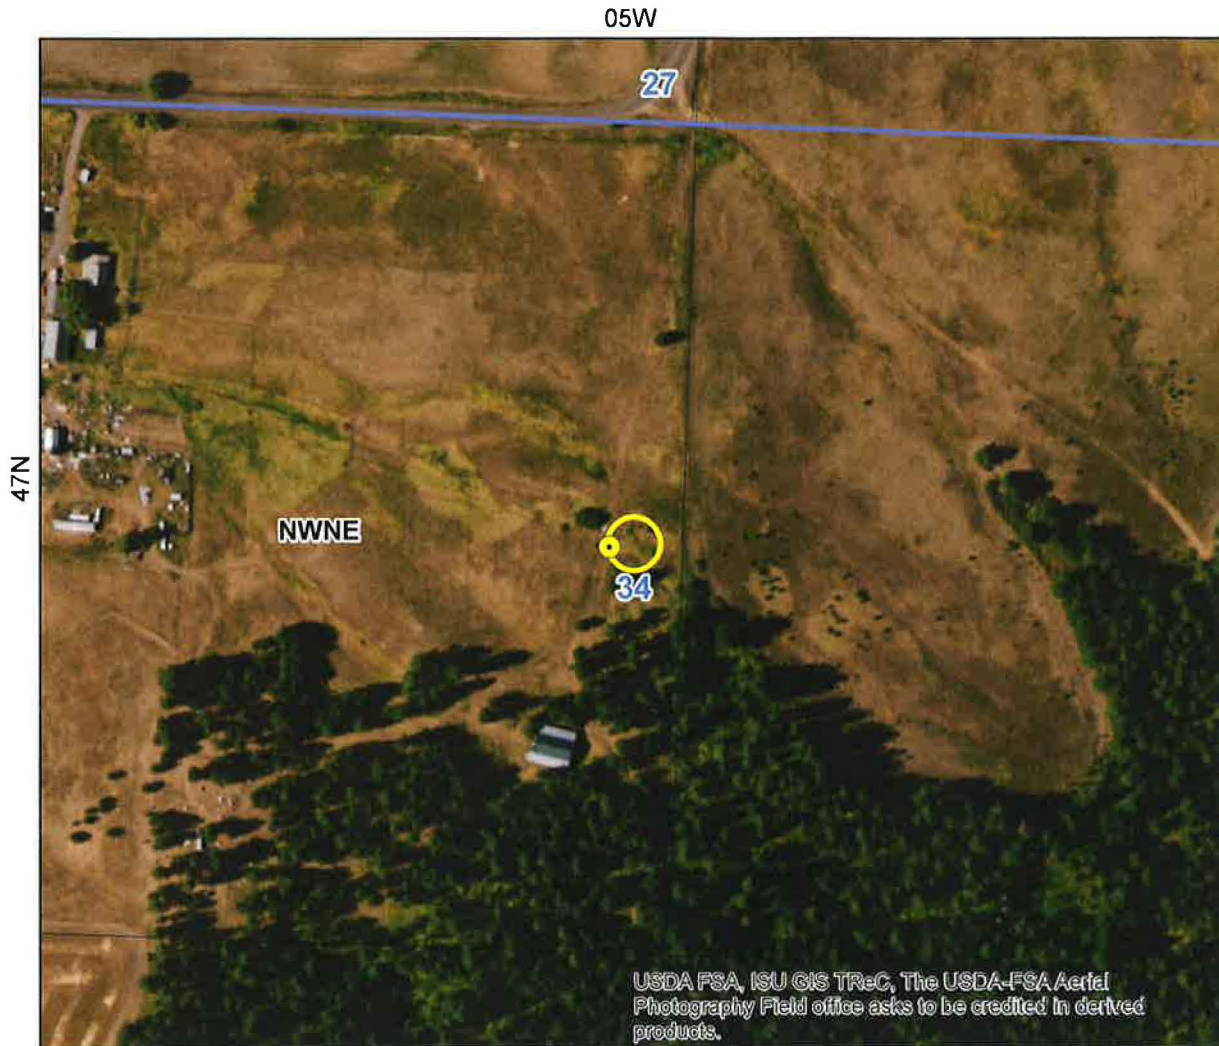 05W
27
47N
NWNE
34
USDA FSA, ISU GIS TReC, The USDA-FSA Aerial
Photography Field office asks to be credited in derived
products.